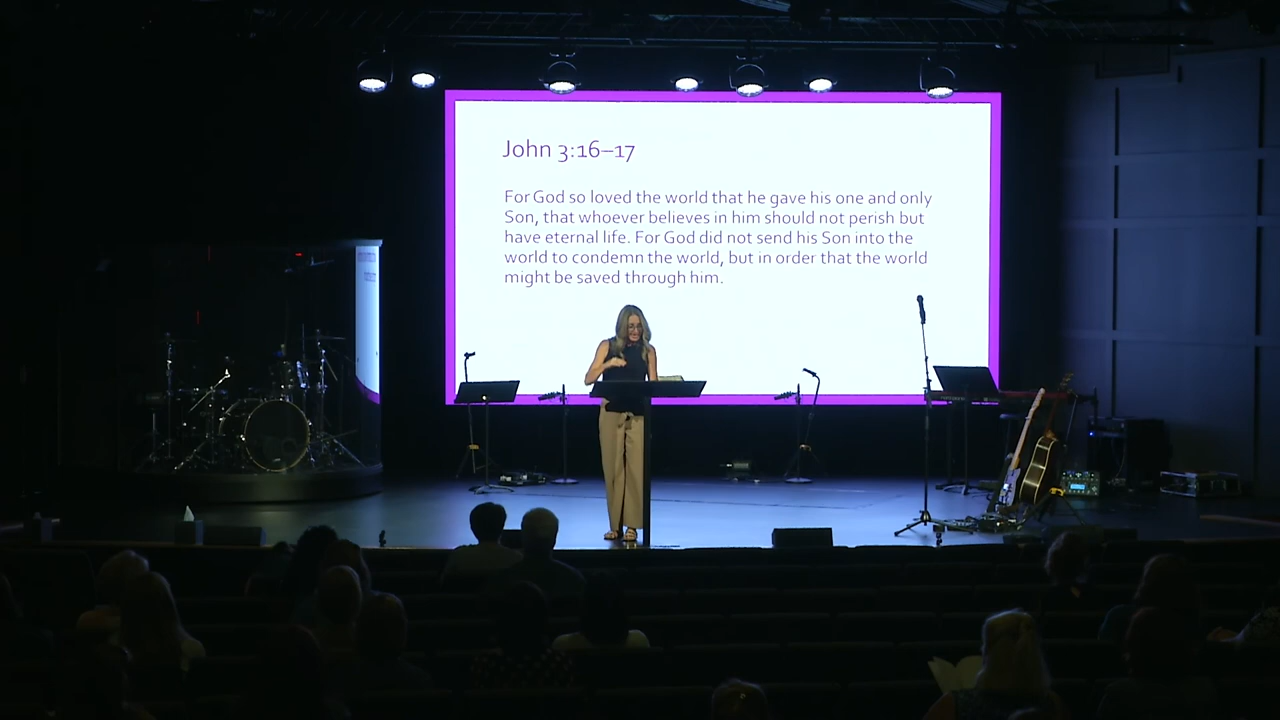 John 3:16–17
For God so loved the world that he gave his one and only
Son, that whoever believes in him should not perish but
have eternal life. For God did not send his Son into the
world to condemn the world, but in order that the world
might be saved through him.